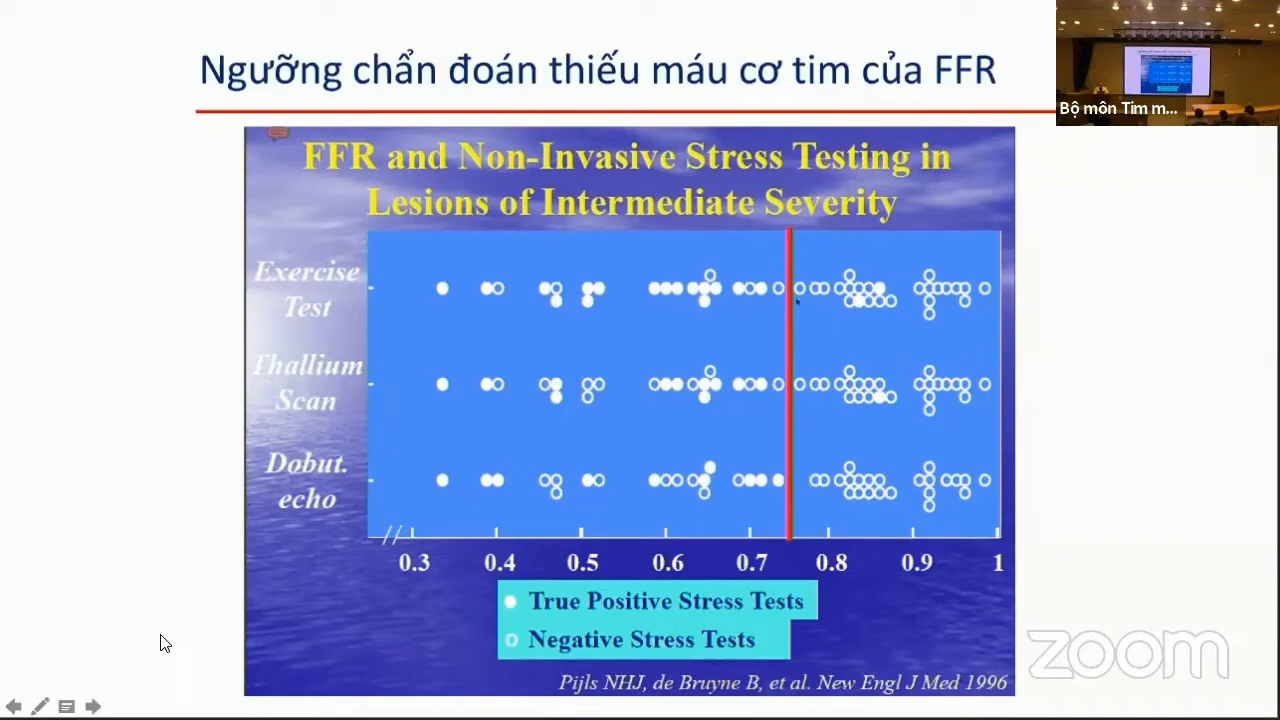 Ngưỡng chẩn đoán thiếu máu cơ tim của FFR
Bộ môn Tim m...
FFR and Non-Invasive Stress Testing in
Lesions of Intermediate Severity
Exercise
Test
Thallium
Scan
Dobut.
echo
0.3 0.4 0.5 0.6 0.7 0.8 0.9 1
True Positive Stress Tests
Negative Stress Tests
Pijls NHJ, de Bruyne B, et al. New Engl J Med 1996
zoom